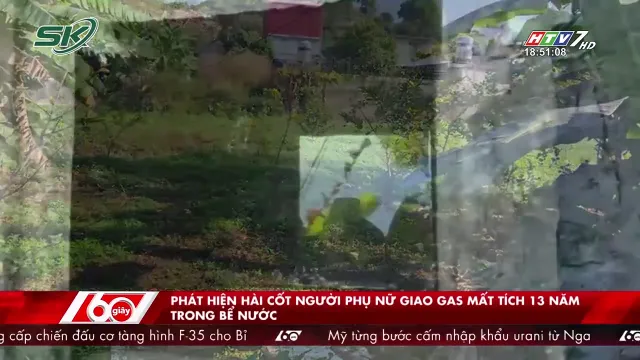 SK
HTV7 HD
18:51:08
60 giây
PHÁT HIỆN HÀI CỐT NGƯỜI PHỤ NỮ GIAO GAS MẤT TÍCH 13 NĂM
TRONG BỂ NƯỚC
g cấp chiến đấu cơ tàng hình F-35 cho Bỉ 60 Mỹ từng bước cấm nhập khẩu urani từ Nga 60